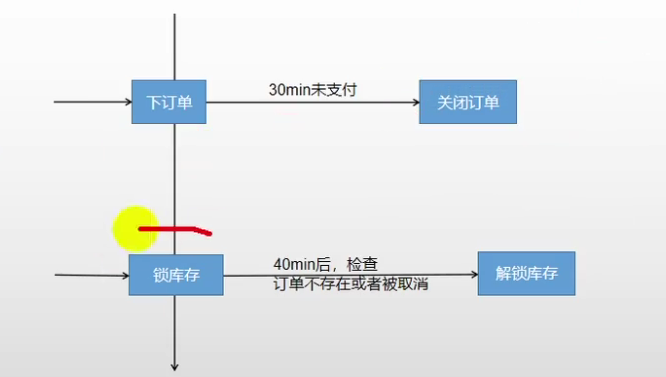 下订单
30min未支付
关闭订单
锁库存
40min后，检查
订单不存在或者被取消
解锁库存